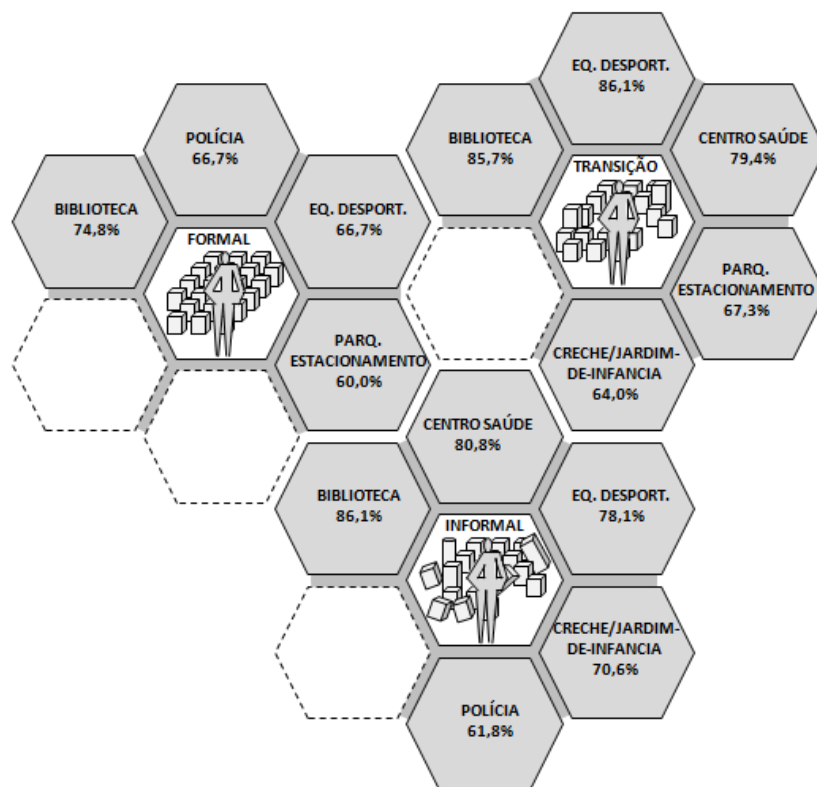 POLÍCIA
66,7%
BIBLIOTECA
74,8%
EQ. DESPORT.
66,7%
FORMAL
PARQ.
ESTACIONAMENTO
60,0%
EQ. DESPORT.
86,1%
BIBLIOTECA
85,7%
CENTRO SAÚDE
79,4%
TRANSIÇÃO
PARQ.
ESTACIONAMENTO
67,3%
CRECHE/JARDIM-
DE-INFANCIA
64,0%
CENTRO SAÚDE
80,8%
BIBLIOTECA
86,1%
EQ. DESPORT.
78,1%
INFORMAL
CRECHE/JARDIM-
DE-INFANCIA
70,6%
POLÍCIA
61,8%